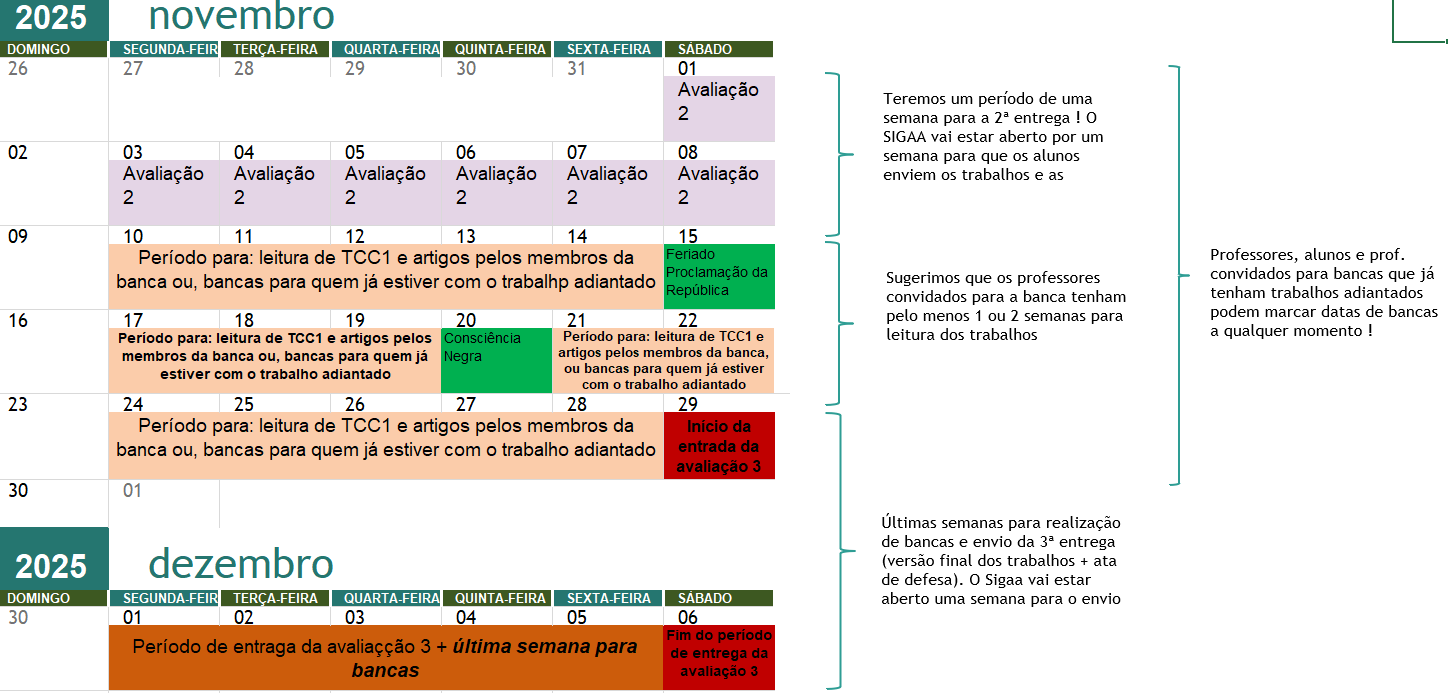 2025 novembro
DOMINGO SEGUNDA-FEIR TERÇA-FEIRA QUARTA-FEIRA QUINTA-FEIRA SEXTA-FEIRA SÁBADO
26 27 28 29 30 31 01
Avaliação
2
02 03 04 05 06 07 08
Avaliação Avaliação Avaliação Avaliação Avaliação Avaliação
2 2 2 2 2 2
09 10 11 12 13 14 15
Período para: leitura de TCC1 e artigos pelos membros da
banca ou, bancas para quem já estiver com o trabalhp adiantado
Feriado
Proclamação da
República
16 17 18 19 20 21 22
Período para: leitura de TCC1 e artigos pelos
membros da banca ou, bancas para quem já
estiver com o trabalho adiantado
Consciência
Negra
Período para: leitura de TCC1 e
artigos pelos membros da banca,
ou bancas para quem já estiver
com o trabalho adiantado
23 24 25 26 27 28 29
Período para: leitura de TCC1 e artigos pelos membros da
banca ou, bancas para quem já estiver com o trabalho adiantado
Início da
entrada da
avaliação 3
30 01
2025 dezembro
DOMINGO SEGUNDA-FEIR TERÇA-FEIRA QUARTA-FEIRA QUINTA-FEIRA SEXTA-FEIRA SÁBADO
30 01 02 03 04 05 06
Período de entraga da avaliaçção 3 + última semana para
bancas
Fim do período
de entrega da
avaliação 3
Teremos um período de uma
semana para a 2ª entrega ! O
SIGAA vai estar aberto por um
semana para que os alunos
enviem os trabalhos e as
Sugerimos que os professores
convidados para a banca tenham
pelo menos 1 ou 2 semanas para
leitura dos trabalhos
Últimas semanas para realização
de bancas e envio da 3ª entrega
(versão final dos trabalhos + ata
de defesa). O Sigaa vai estar
aberto uma semana para o envio
Professores, alunos e prof.
convidados para bancas que já
tenham trabalhos adiantados
podem marcar datas de bancas
a qualquer momento !